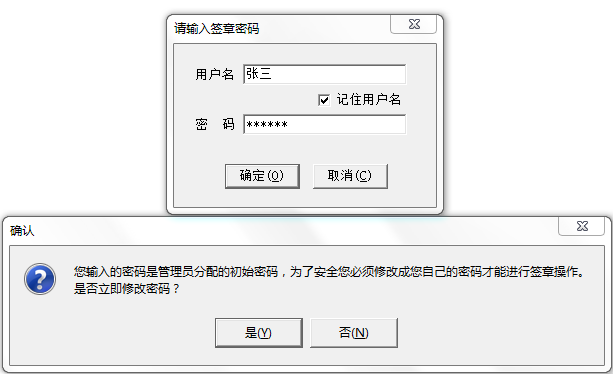 请输入签章密码
用户名 张三
记住用户名
密 码 ******
确定(O) 取消(C)
确认
您输入的密码是管理员分配的初始密码，为了安全您必须修改成您自己的密码才能进行签章操作。
是否立即修改密码？
是(Y) 否(N)